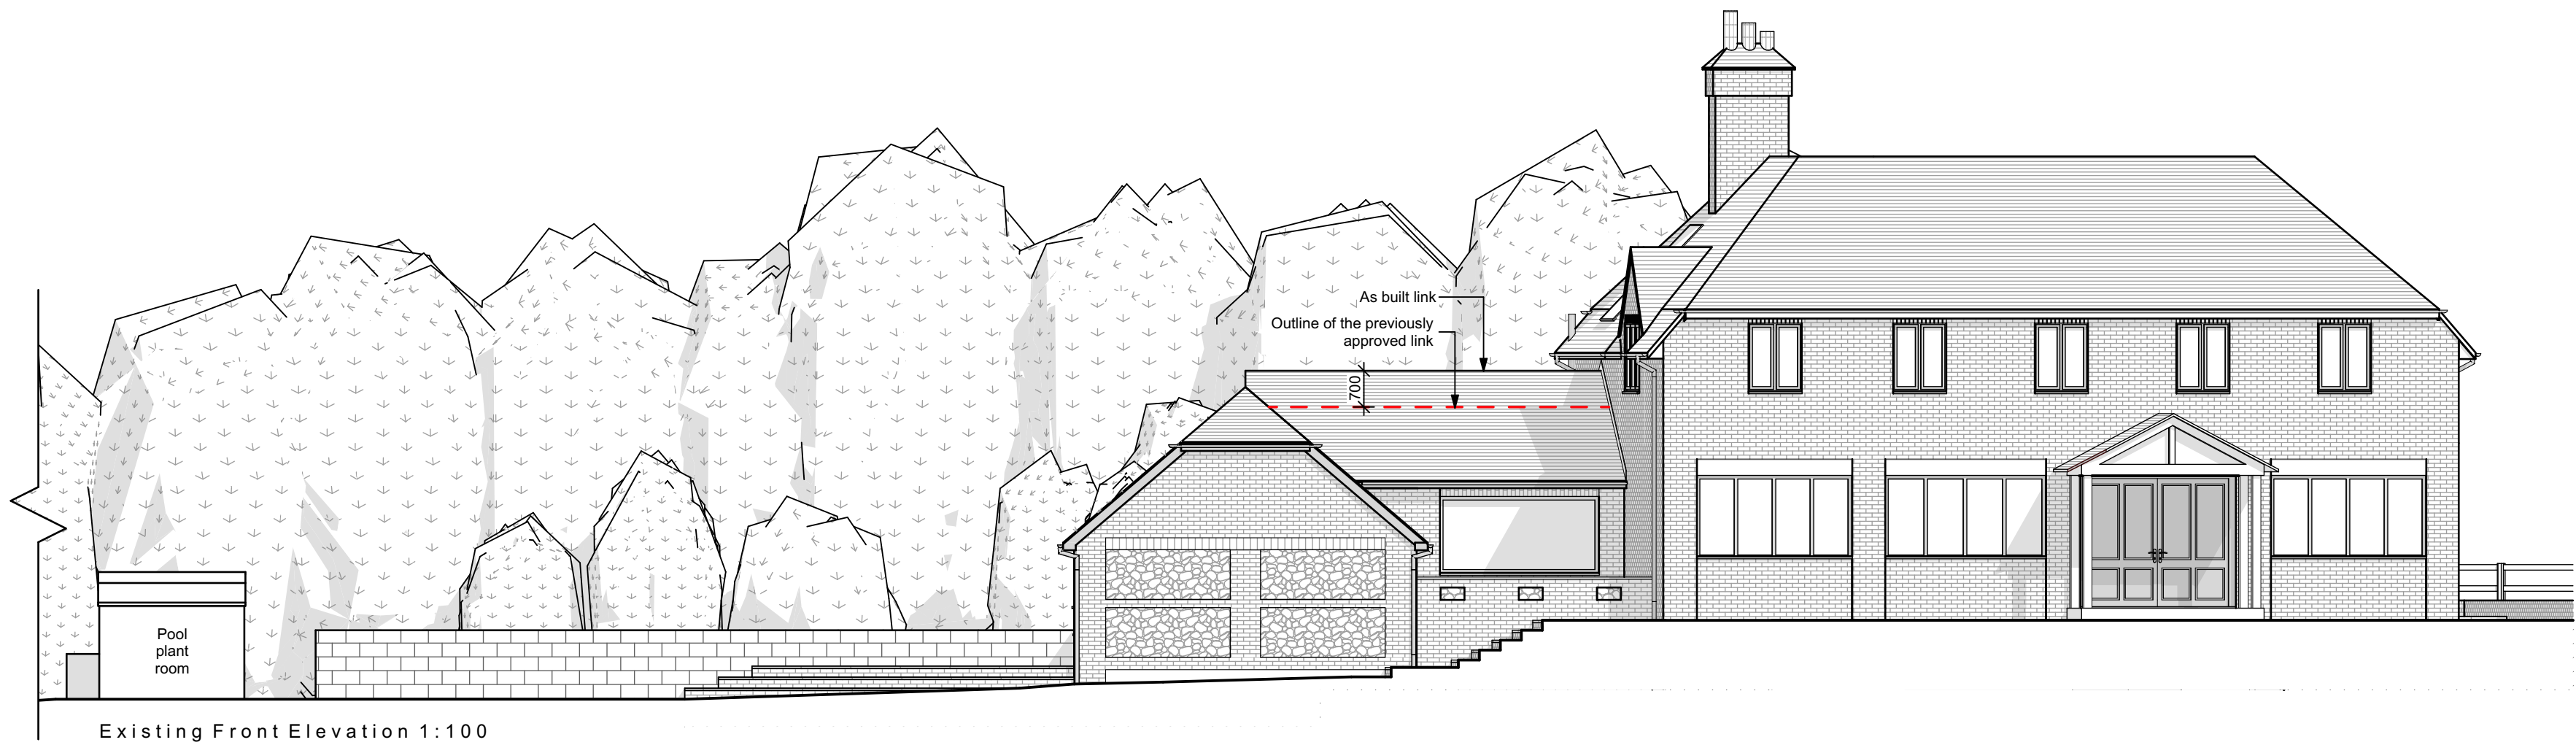 As built link
Outline of the previously
approved link
700
Pool
plant
room
Existing Front Elevation 1:100